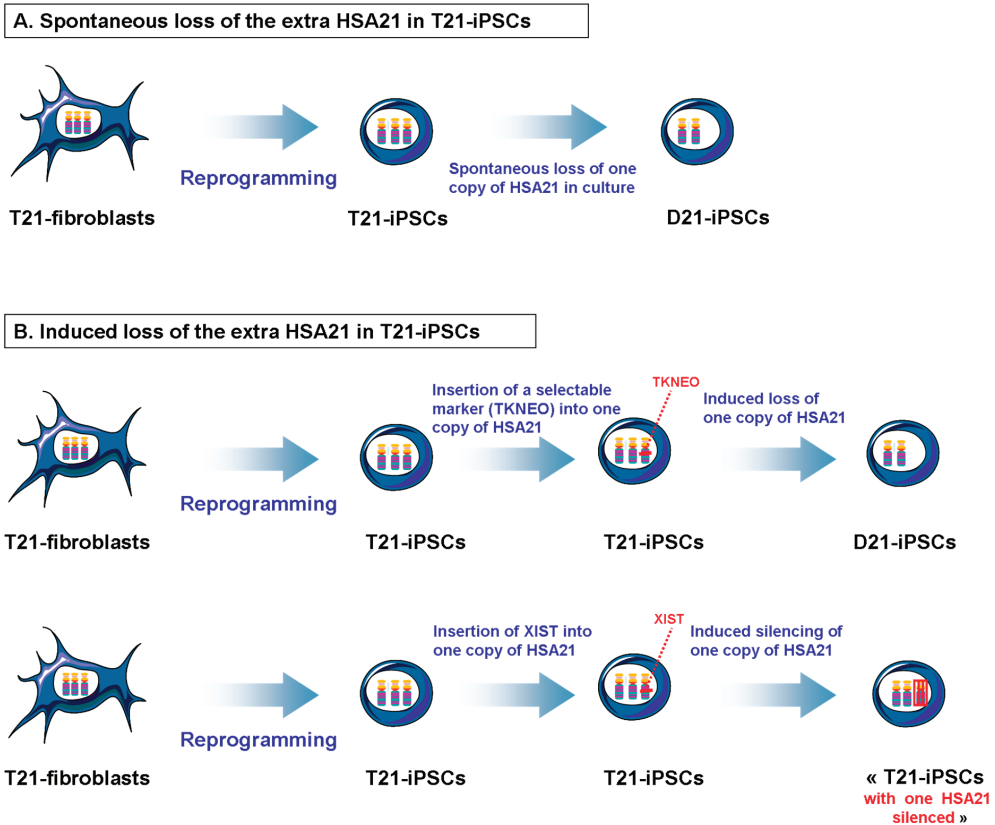 A. Spontaneous loss of the extra HSA21 in T21-iPSCs
Reprogramming
Spontaneous loss of one
copy of HSA21 in culture
T21-fibroblasts
T21-iPSCs
D21-iPSCs
B. Induced loss of the extra HSA21 in T21-iPSCs
Insertion of a selectable
marker (TKNEO) into one
copy of HSA21
TKNEO
Induced loss of
one copy of HSA21
Reprogramming
T21-fibroblasts
T21-iPSCs
T21-iPSCs
D21-iPSCs
Insertion of XIST into
one copy of HSA21
XIST
Induced silencing of
one copy of HSA21
Reprogramming
T21-fibroblasts
T21-iPSCs
T21-iPSCs
« T21-iPSCs
with one HSA21
silenced »